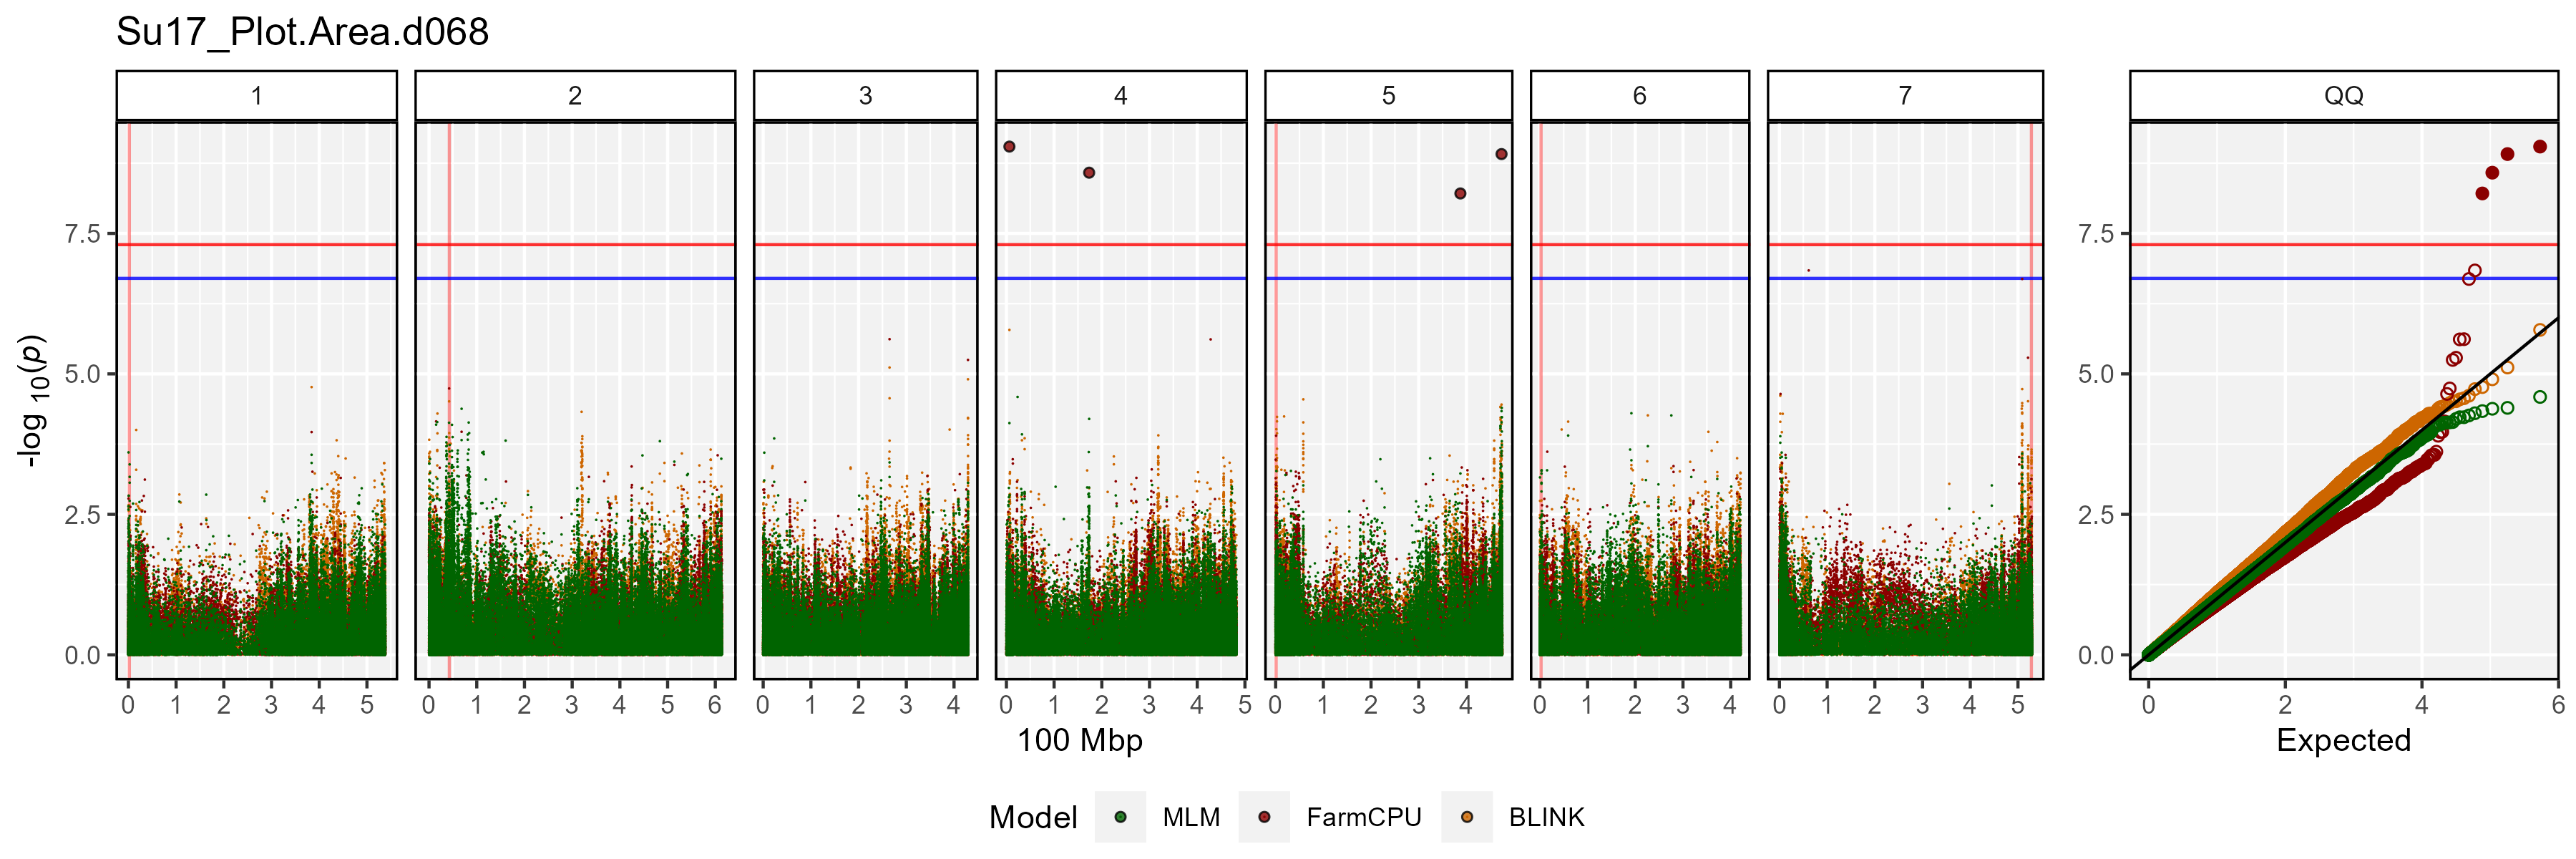 Su17_Plot.Area.d068
1 2 3 4 5 6 7 QQ
-log 10(p)
7.5 7.5
5.0 5.0
2.5 2.5
0.0 0.0
0 1 2 3 4 5 0 1 2 3 4 5 6 0 1 2 3 4 0 1 2 3 4 5 0 1 2 3 4 0 1 2 3 4 0 1 2 3 4 5 0 2 4 6
100 Mbp Expected
Model MLM FarmCPU BLINK